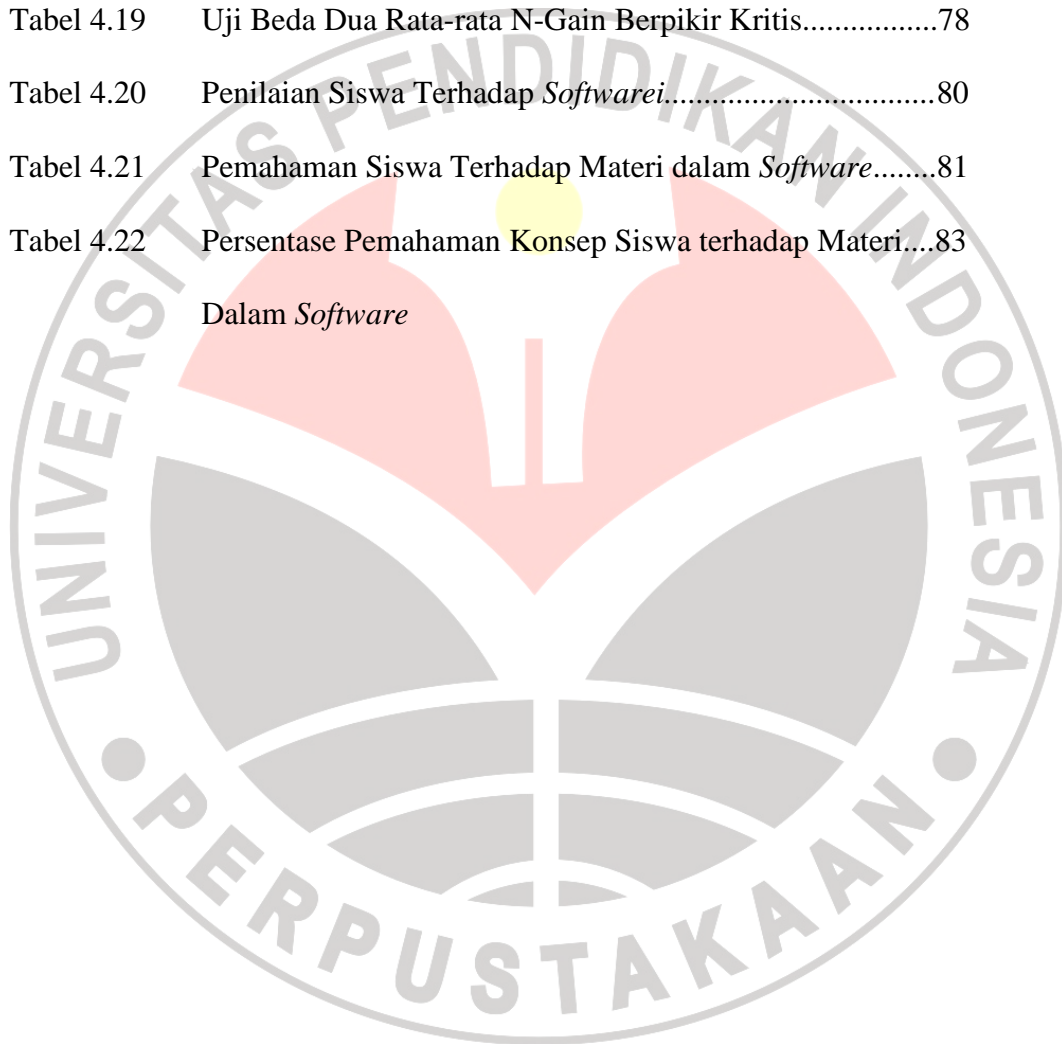 Tabel 4.19 Uji Beda Dua Rata-rata N-Gain Berpikir Kritis.................78
Tabel 4.20 Penilaian Siswa Terhadap Softwarei..................................80
Tabel 4.21 Pemahaman Siswa Terhadap Materi dalam Software........81
Tabel 4.22 Persentase Pemahaman Konsep Siswa terhadap Materi....83
Dalam Software
UNIVERSITAS PENDIDIKAN INDONESIA
PERPUSTAKAAN